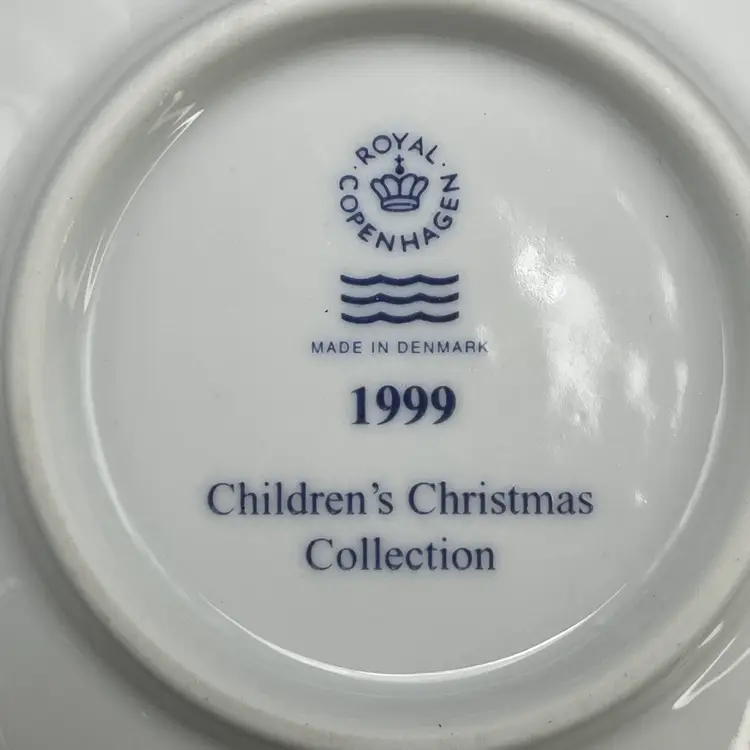 ROYAL
COPENHAGEN
MADE IN DENMARK
1999
Children's Christmas
Collection